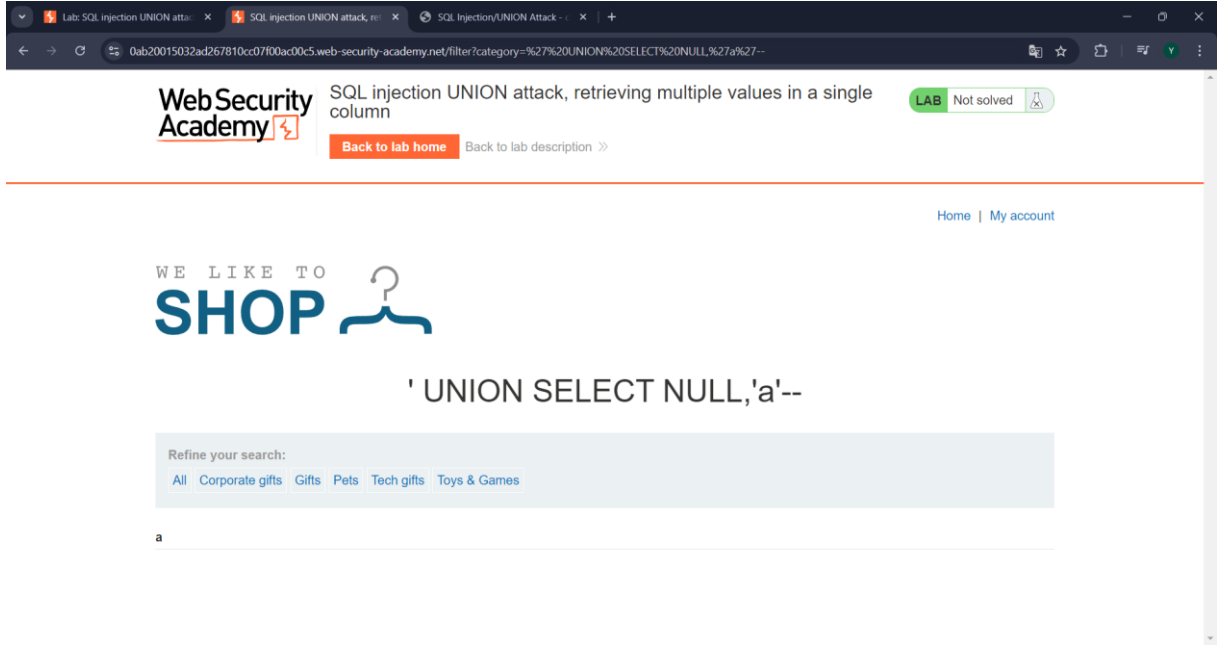 Lab: SQL injection UNION attac
SQL injection UNION attack, ret
SQL Injection/UNION Attack - c
0ab20015032ad267810cc07f00ac00c5.web-security-academy.net/filter?category=%27%20UNION%20SELECT%20NULL,%27a%27--
Y
WebSecurity
Academy
SQL injection UNION attack, retrieving multiple values in a single
column
LAB Not solved
Back to lab home Back to lab description
Home | My account
WE LIKE TO
SHOP
' UNION SELECT NULL,'a'--
Refine your search:
All Corporate gifts Gifts Pets Tech gifts Toys & Games
a